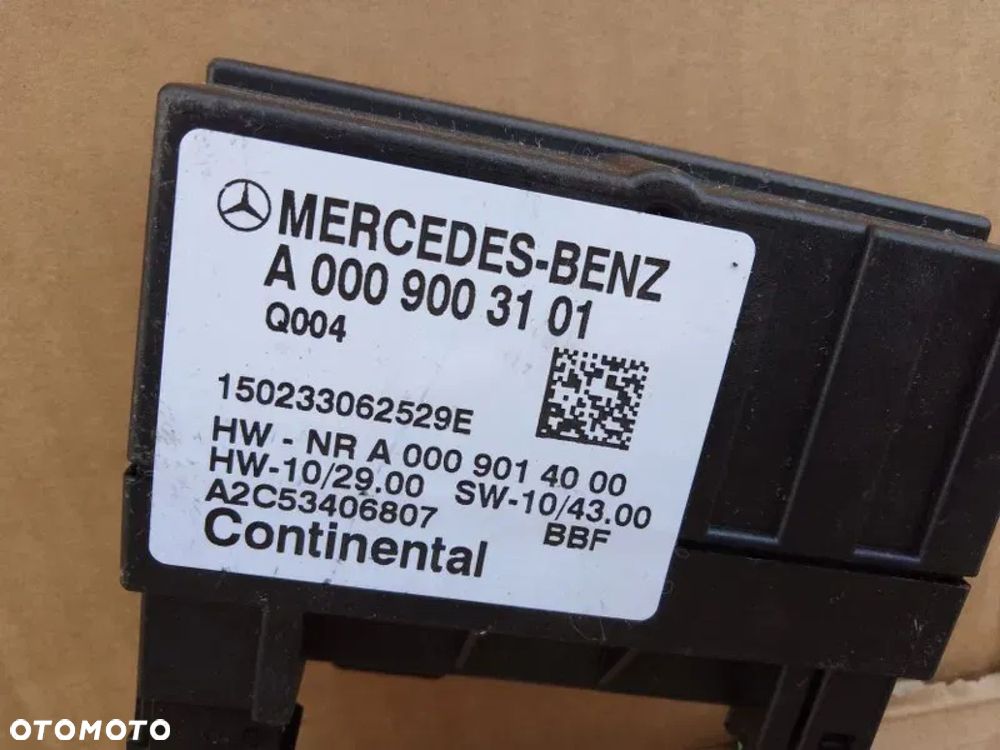 MERCEDES-BENZ
A 000 900 31 01
Q004
150233062529E
HW - NR A 000 901 40 00
HW-10/29.00 SW-10/43.00
A2C53406807 BBF
Continental
OTOMOTO